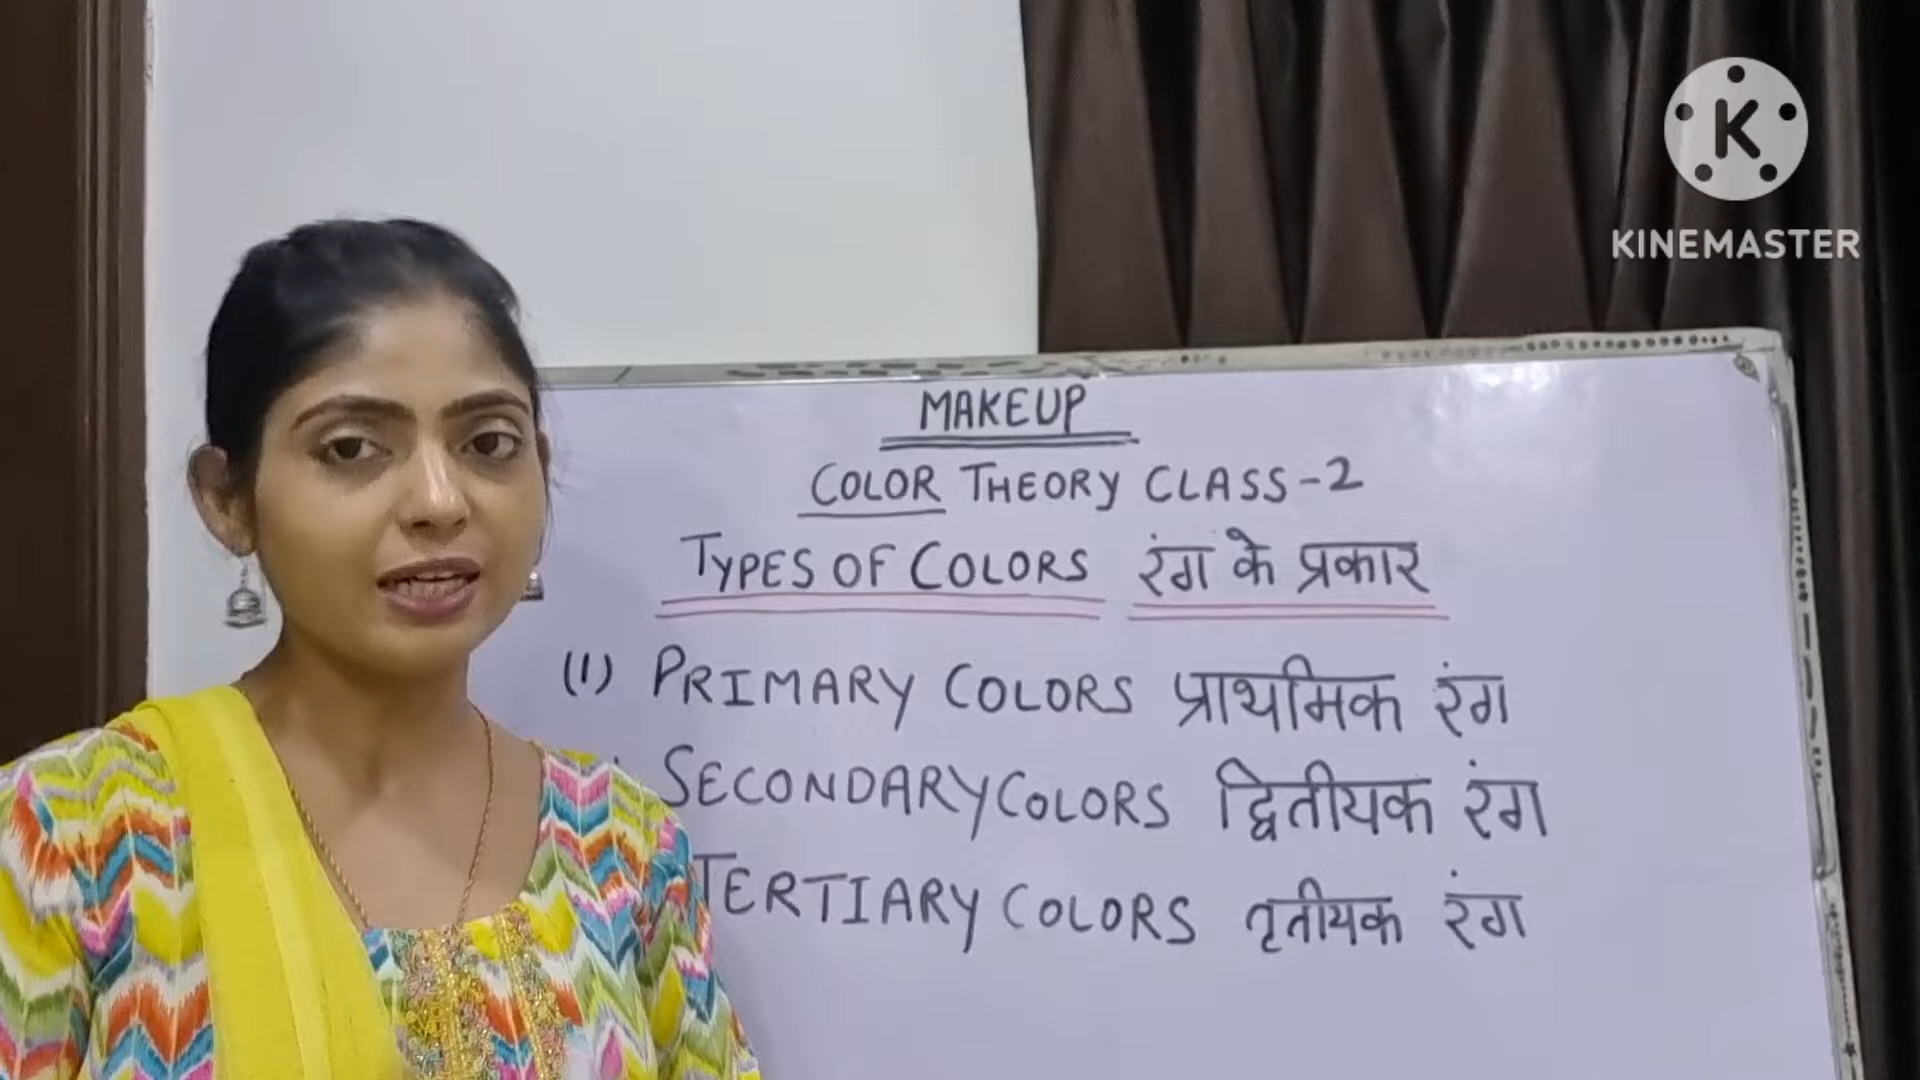 K
KINEMASTER
MAKEUP
COLOR THEORY CLASS-2
TYPES OF COLORS रंग के प्रकार
(1) PRIMARY COLORS प्राथमिक रंग
SECONDARY COLORS द्वितीयक रंग
TERTIARY COLORS तृतीयक रंग